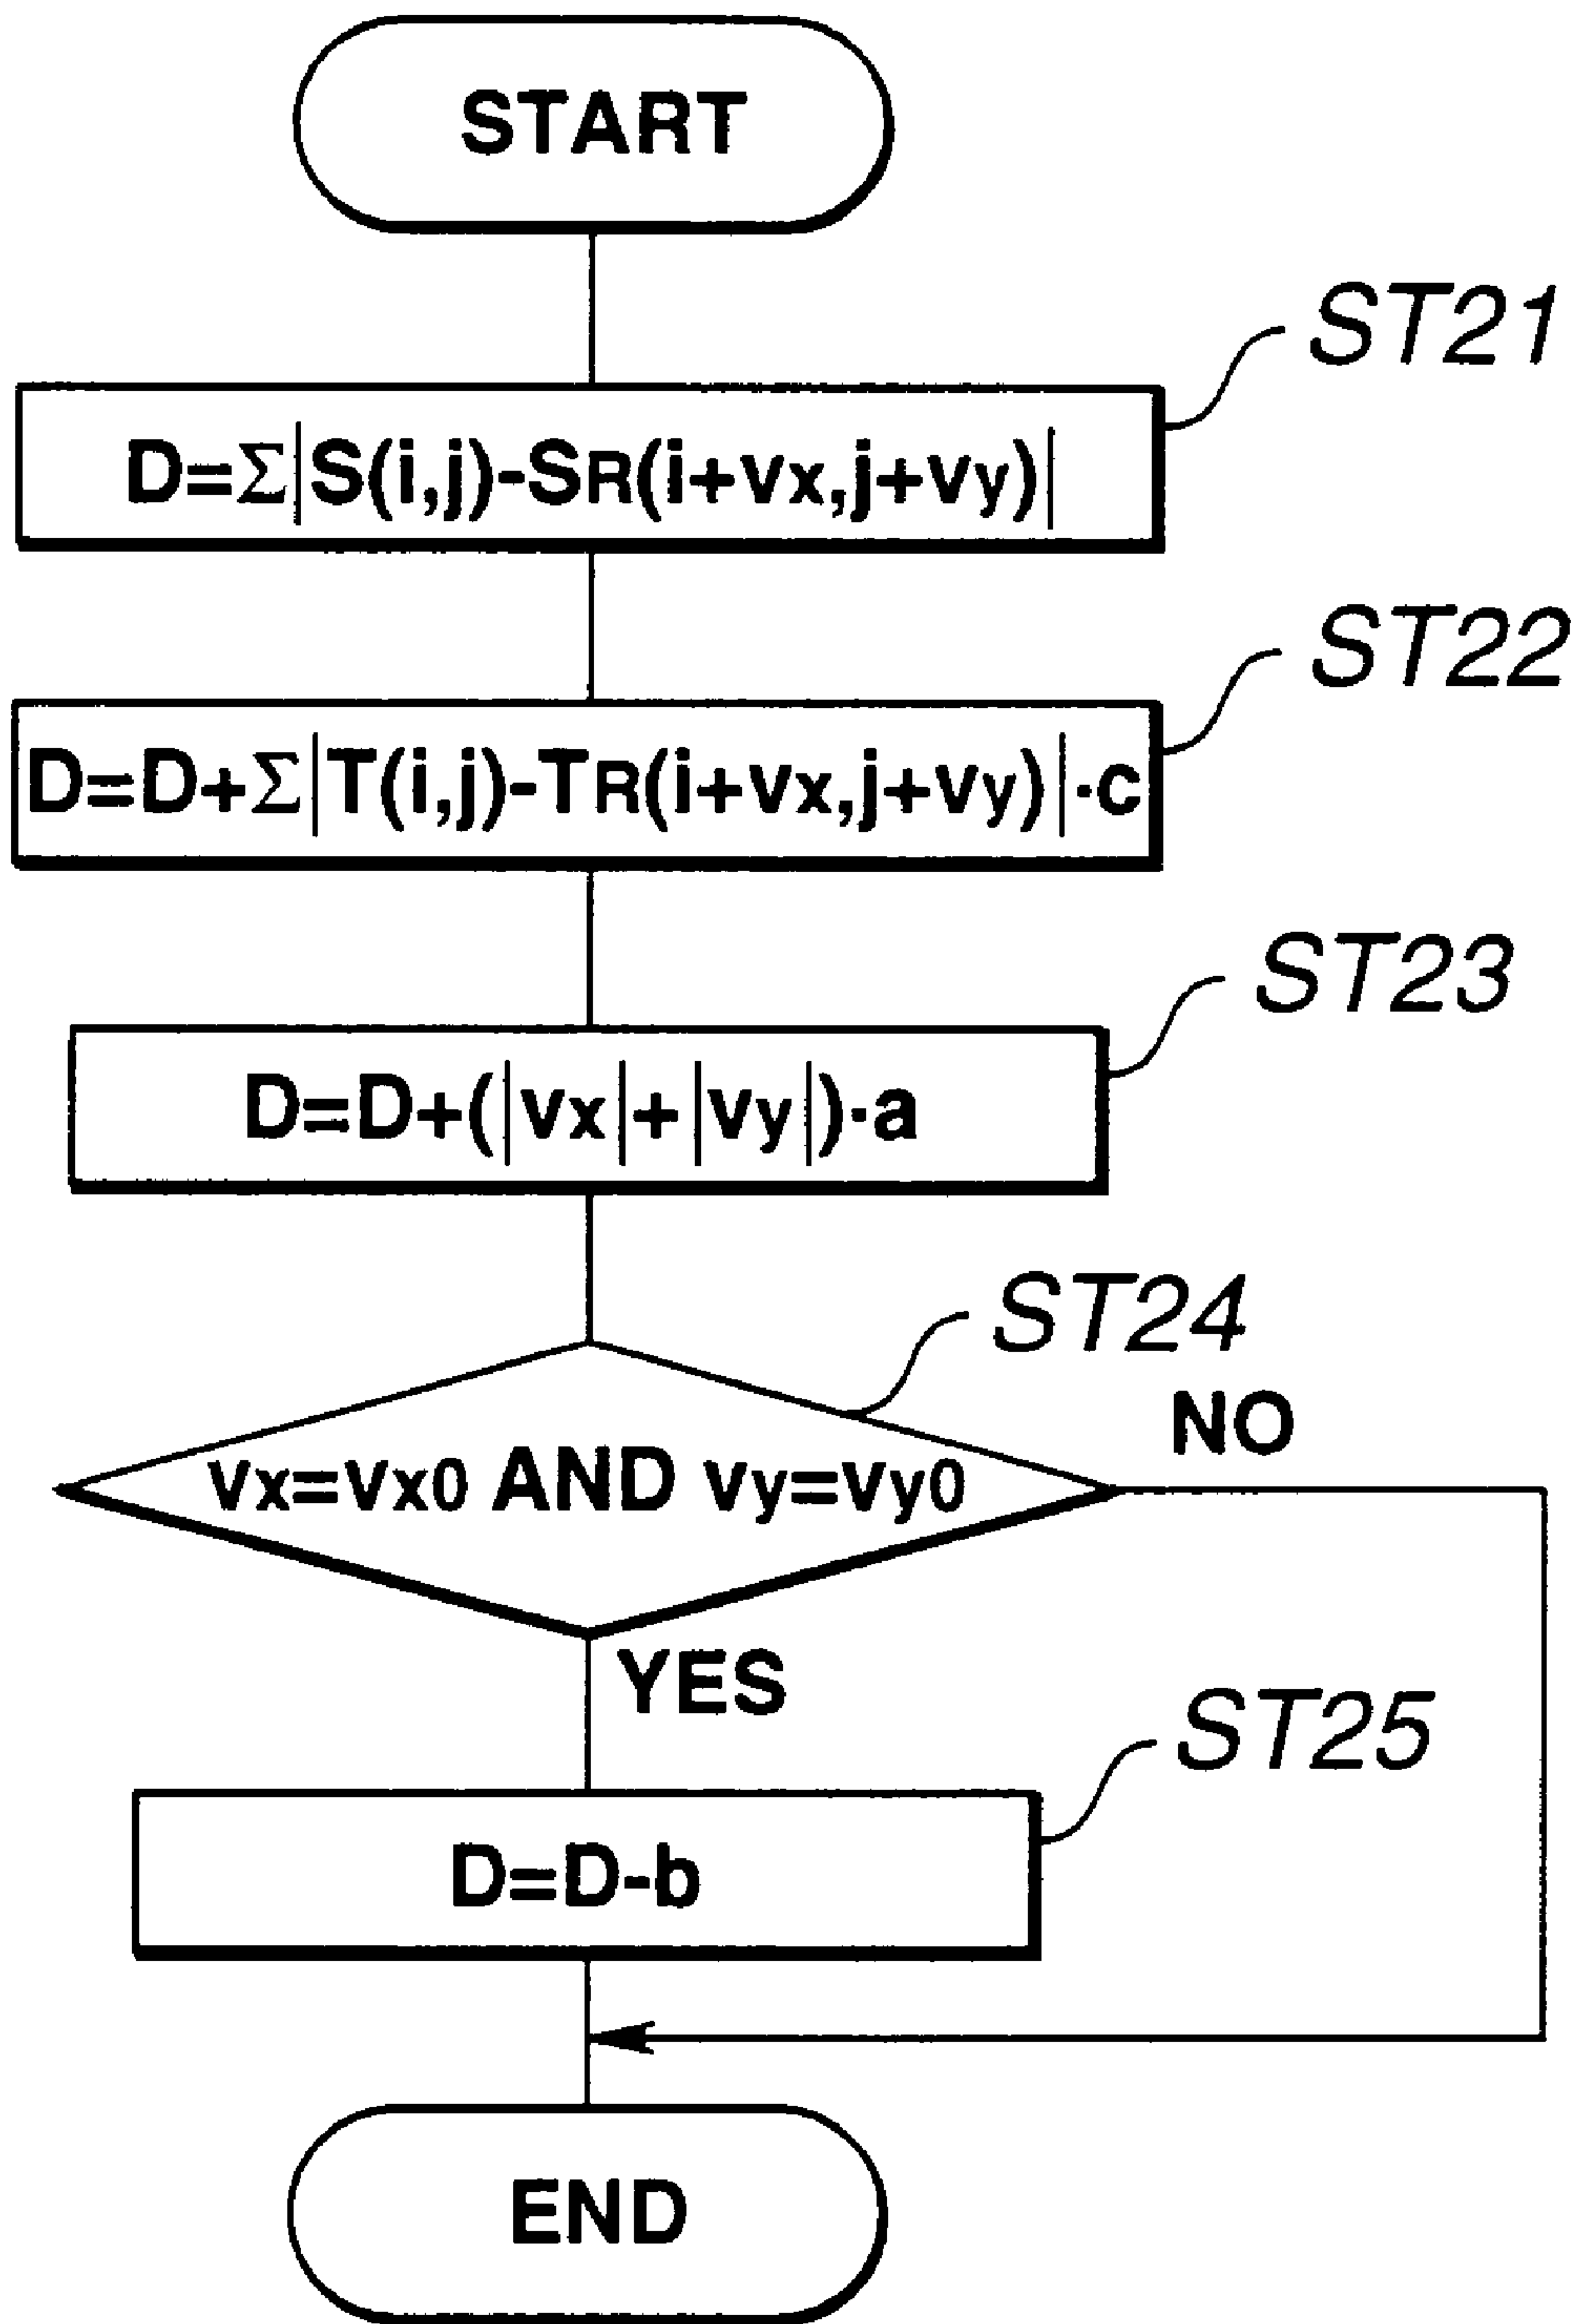 START
ST21
D=Σ|S(i,j)-SR(i+vx,j+vy)|
ST22
D=D+Σ|T(i,j)-TR(i+vx,j+vy)|·c
ST23
D=D+(|vx|+|vy|)·a
ST24
NO
vx=vx0 AND vy=vy0
YES
ST25
D=D-b
END